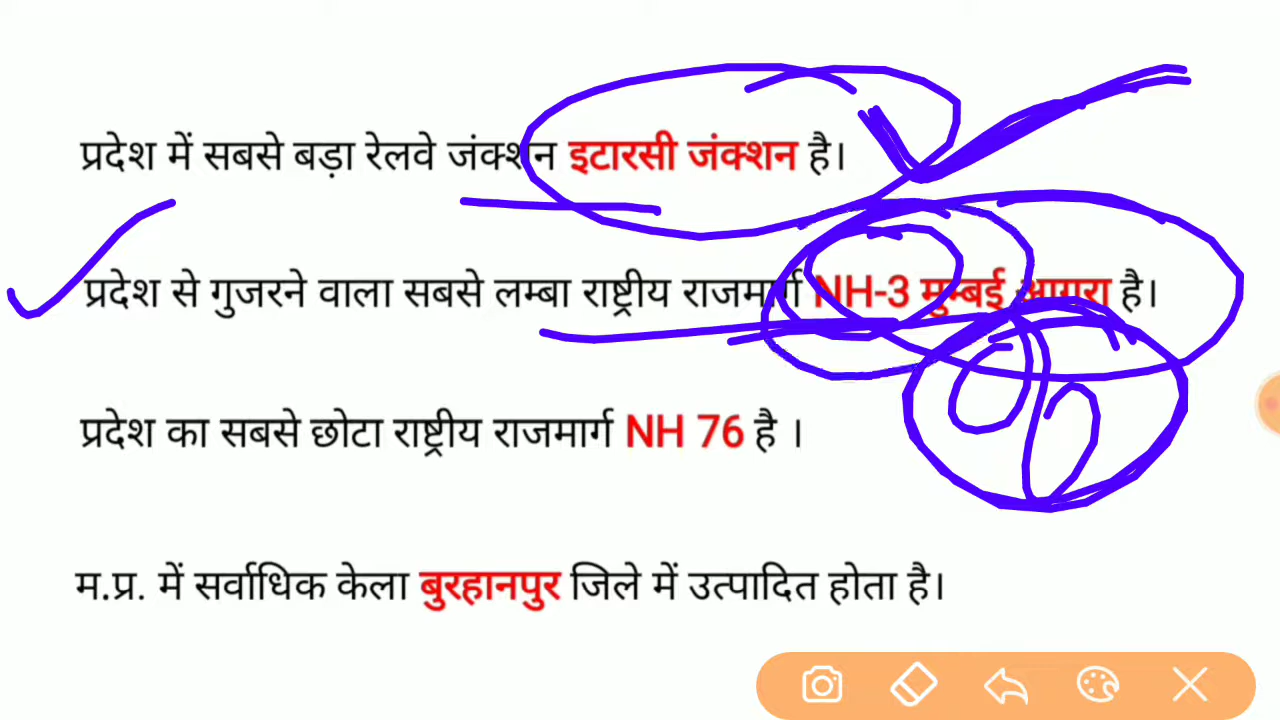 प्रदेश में सबसे बड़ा रेलवे जंक्शन इटारसी जंक्शन है।
प्रदेश से गुजरने वाला सबसे लम्बा राष्ट्रीय राजमार्ग NH-3 मुम्बई आगरा है।
प्रदेश का सबसे छोटा राष्ट्रीय राजमार्ग NH 76 है ।
म.प्र. में सर्वाधिक केला बुरहानपुर जिले में उत्पादित होता है।